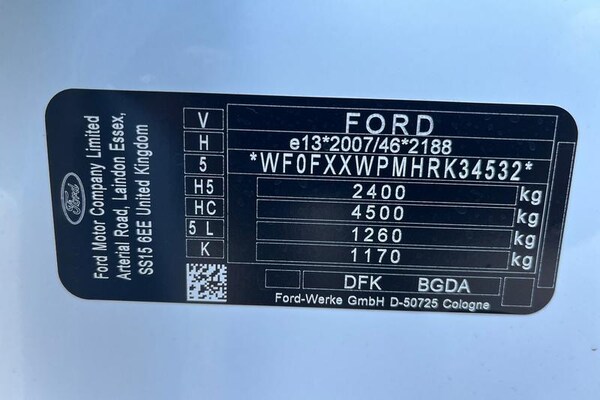 Ford
Ford Motor Company Limited
Arterial Road, Laindon Essex,
SS15 6EE United Kingdom
V
H
5
H5
HC
5 L
K
FORD
e13*2007/46*2188
*WF0FXXWPMHRK34532*
2400 kg
4500 kg
1260 kg
1170 kg
DFK BGDA
Ford-Werke GmbH D-50725 Cologne